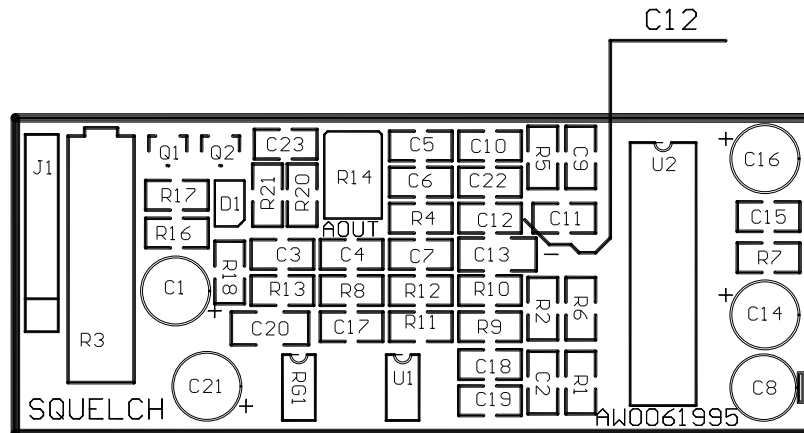 C12
J1 Q1 Q2 C23 C5 C10 R5 C9 U2 C16
R17 D1 R21 R20 R14 C6 C22
R16 AOUT R4 C12 C11 C15
R18 C3 C4 C7 C13 R7
C1 R13 R8 R12 R10 R2 R6
R3 C20 C17 R11 R9 C14
RG1 U1 C18 C2 R1
C21 C19 C8
SQUELCH AW0061995